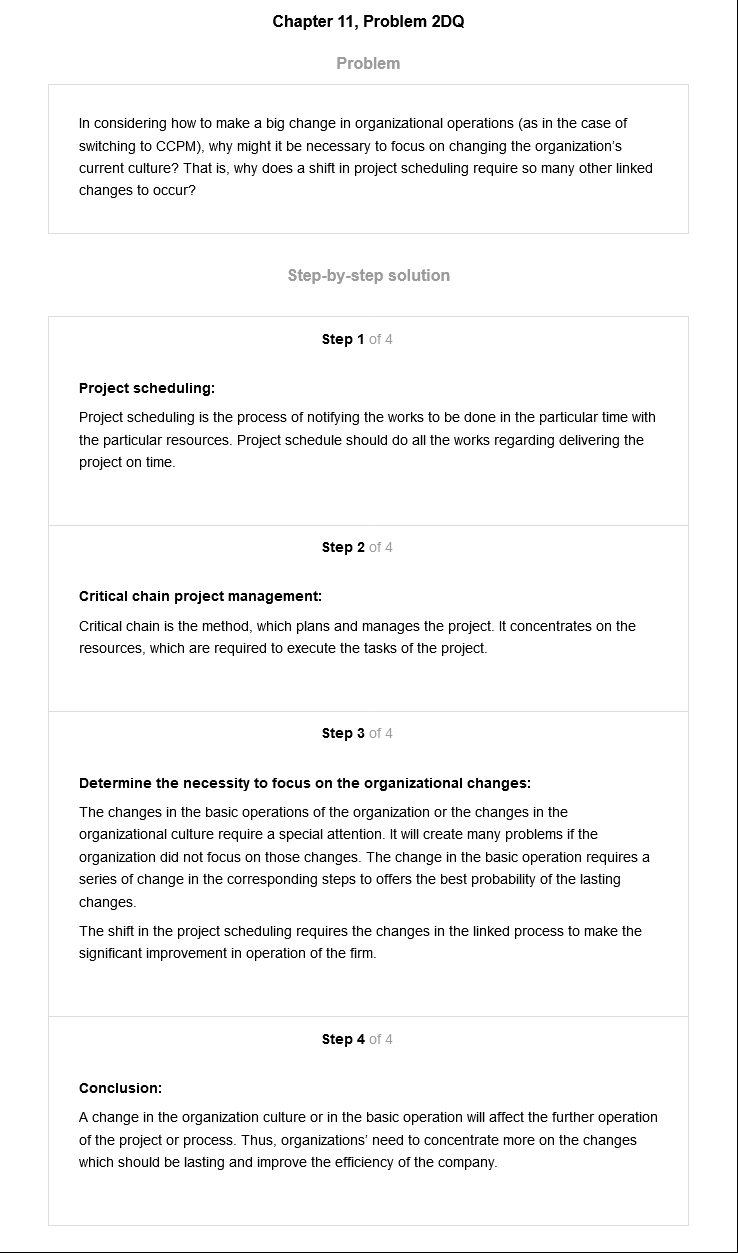 Chapter 11, Problem 2DQ
Problem
In considering how to make a big change in organizational operations (as in the case of
switching to CCPM), why might it be necessary to focus on changing the organization's
current culture? That is, why does a shift in project scheduling require so many other linked
changes to occur?
Step-by-step solution
Step 1 of 4
Project scheduling:
Project scheduling is the process of notifying the works to be done in the particular time with
the particular resources. Project schedule should do all the works regarding delivering the
project on time.
Step 2 of 4
Critical chain project management:
Critical chain is the method, which plans and manages the project. It concentrates on the
resources, which are required to execute the tasks of the project.
Step 3 of 4
Determine the necessity to focus on the organizational changes:
The changes in the basic operations of the organization or the changes in the
organizational culture require a special attention. It will create many problems if the
organization did not focus on those changes. The change in the basic operation requires a
series of change in the corresponding steps to offers the best probability of the lasting
changes.
The shift in the project scheduling requires the changes in the linked process to make the
significant improvement in operation of the firm.
Step 4 of 4
Conclusion:
A change in the organization culture or in the basic operation will affect the further operation
of the project or process. Thus, organizations' need to concentrate more on the changes
which should be lasting and improve the efficiency of the company.